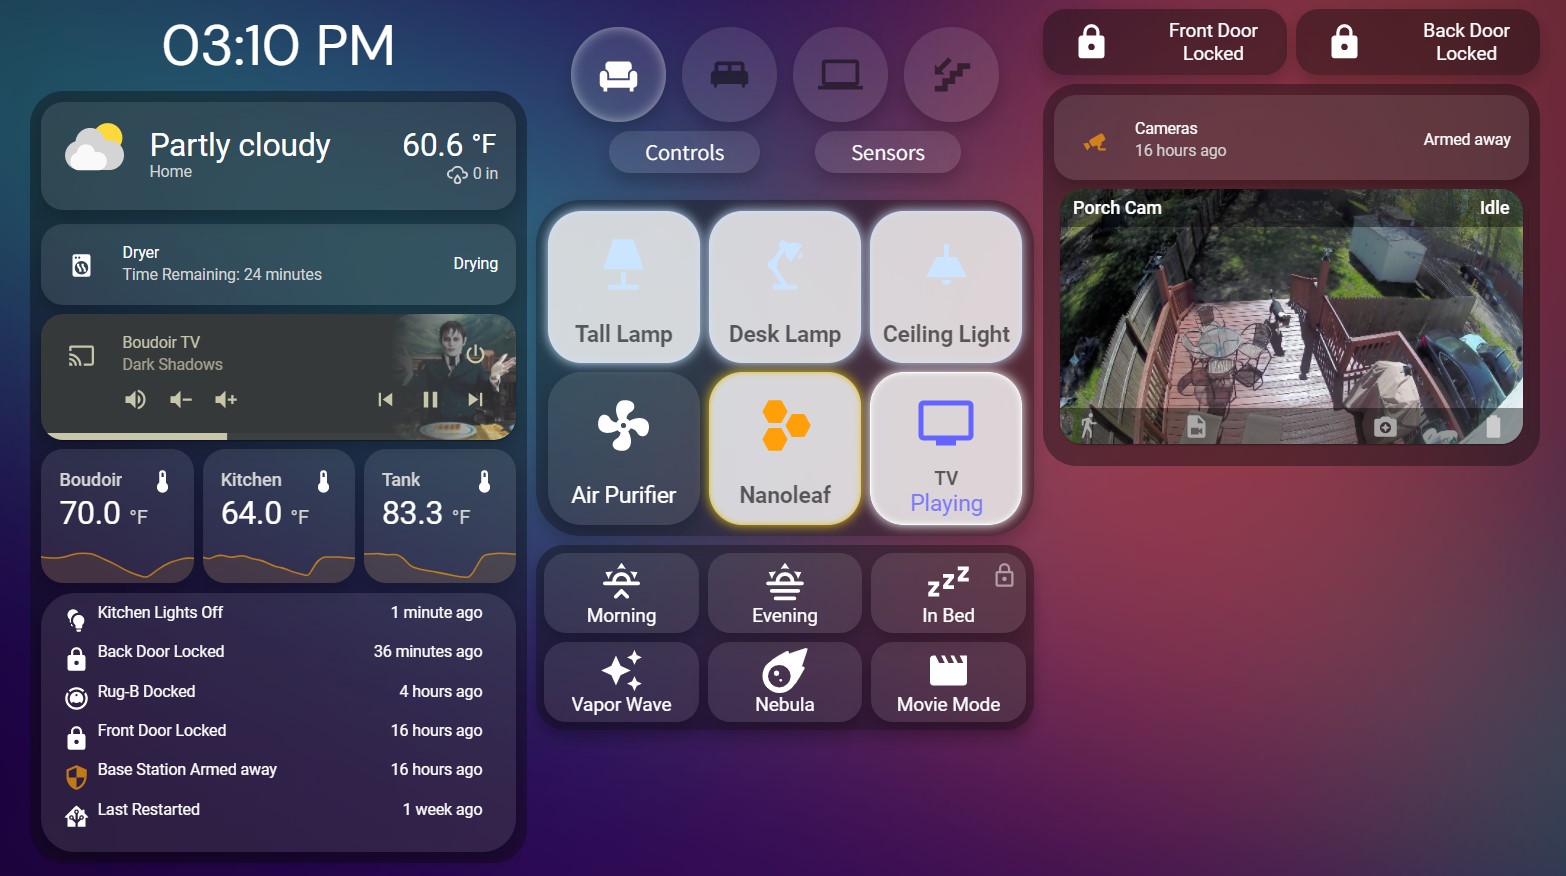 03:10 PM
Partly cloudy
Home
60.6 °F
0 in
Dryer
Time Remaining: 24 minutes
Drying
Boudoir TV
Dark Shadows
Boudoir
70.0 °F
Kitchen
64.0 °F
Tank
83.3 °F
Kitchen Lights Off 1 minute ago
Back Door Locked 36 minutes ago
Rug-B Docked 4 hours ago
Front Door Locked 16 hours ago
Base Station Armed away 16 hours ago
Last Restarted 1 week ago
Controls
Sensors
Tall Lamp
Desk Lamp
Ceiling Light
Air Purifier
Nanoleaf
TV
Playing
Morning
Evening
zzz
In Bed
Vapor Wave
Nebula
Movie Mode
Front Door
Locked
Back Door
Locked
Cameras
16 hours ago
Armed away
Porch Cam
Idle